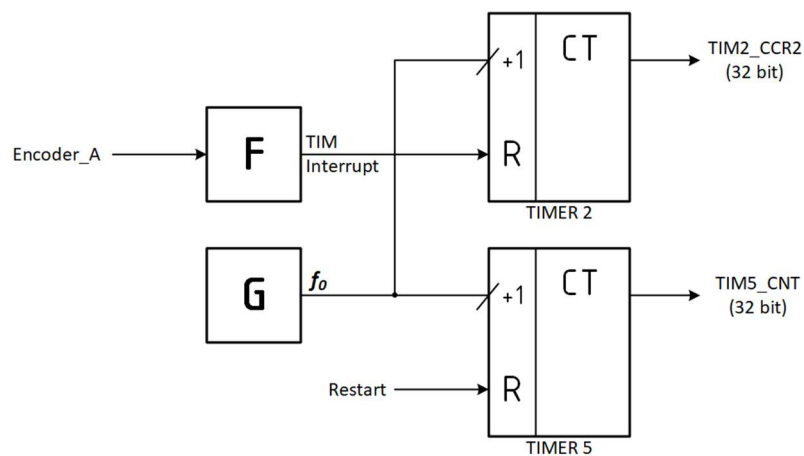 CT
TIM2_CCR2
(32 bit)
+1
Encoder_A
F
TIM
Interrupt
R
TIMER 2
G
f0
+1
CT
TIM5_CNT
(32 bit)
Restart
R
TIMER 5